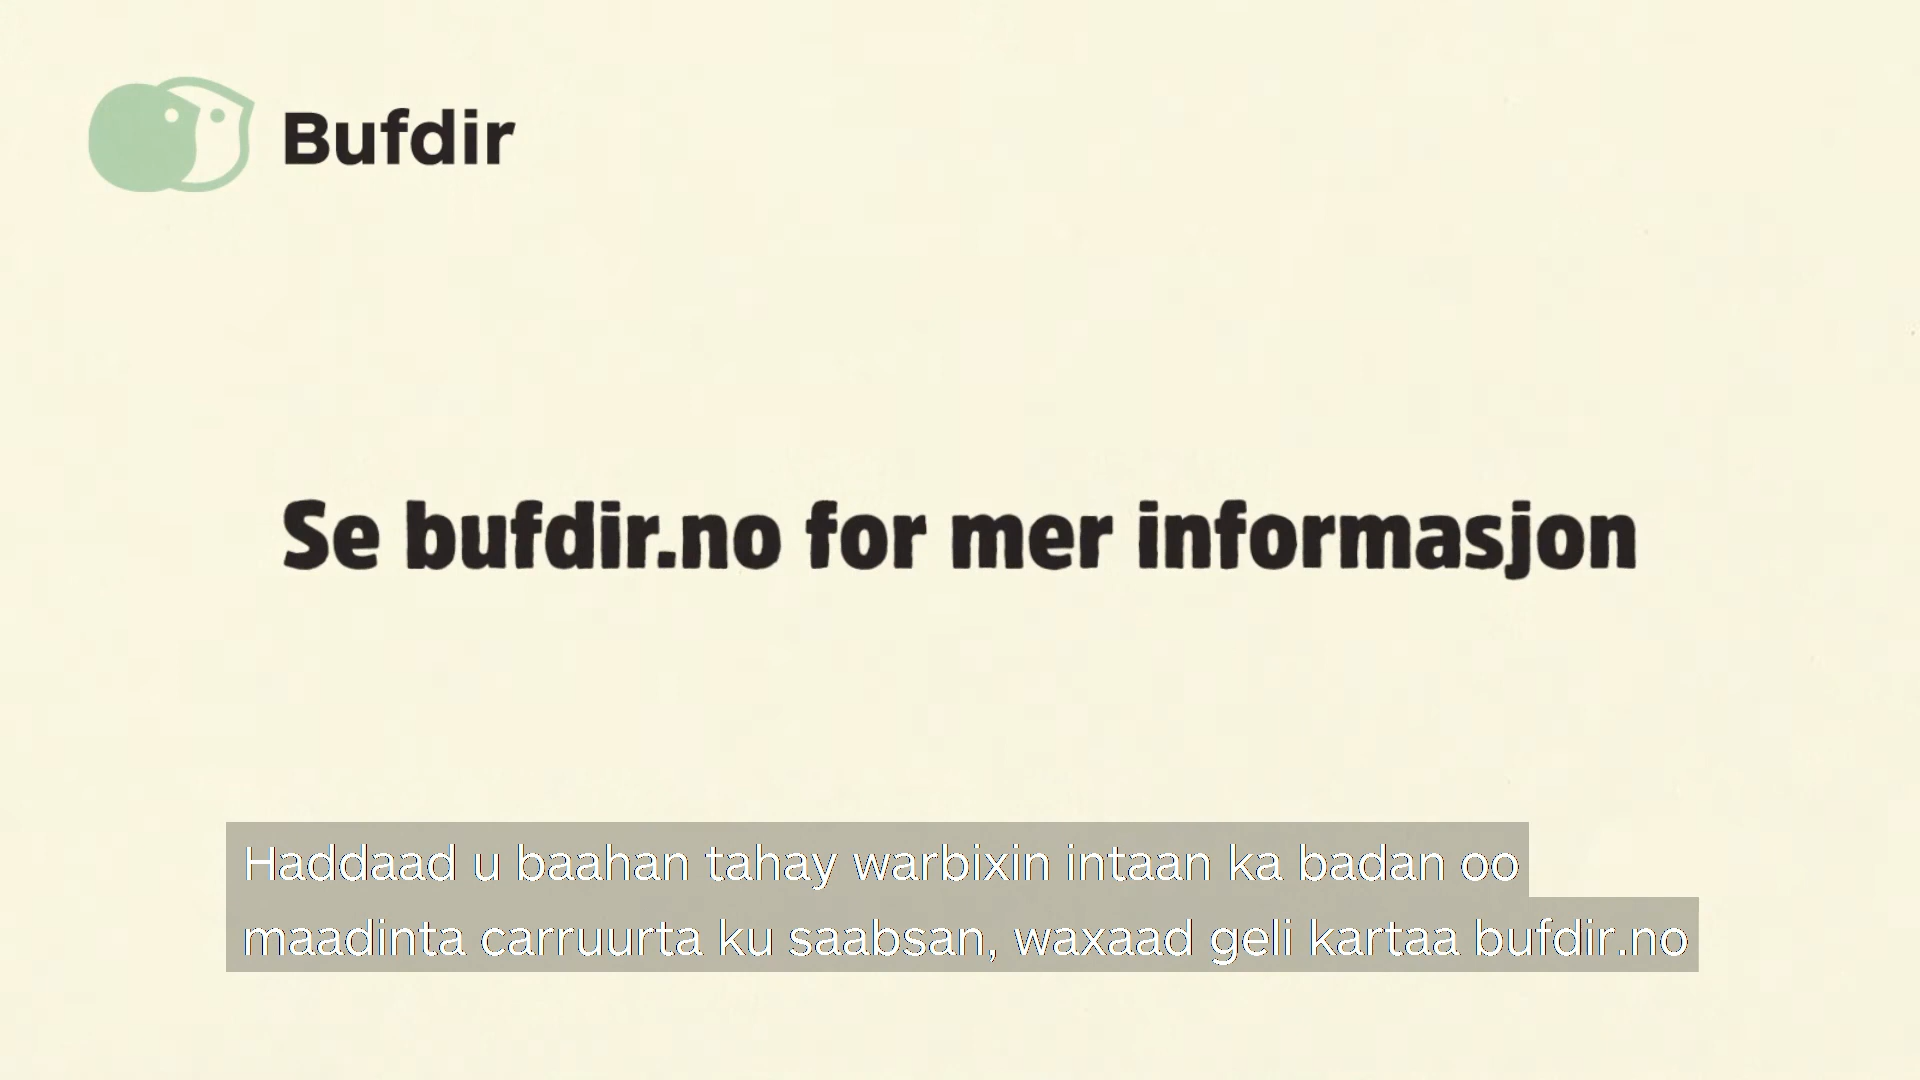 Bufdir
Se bufdir.no for mer informasjon
Haddaad u baahan tahay warbixin intaan ka badan oo
maadinta carruurta ku saabsan, waxaad geli kartaa bufdir.no